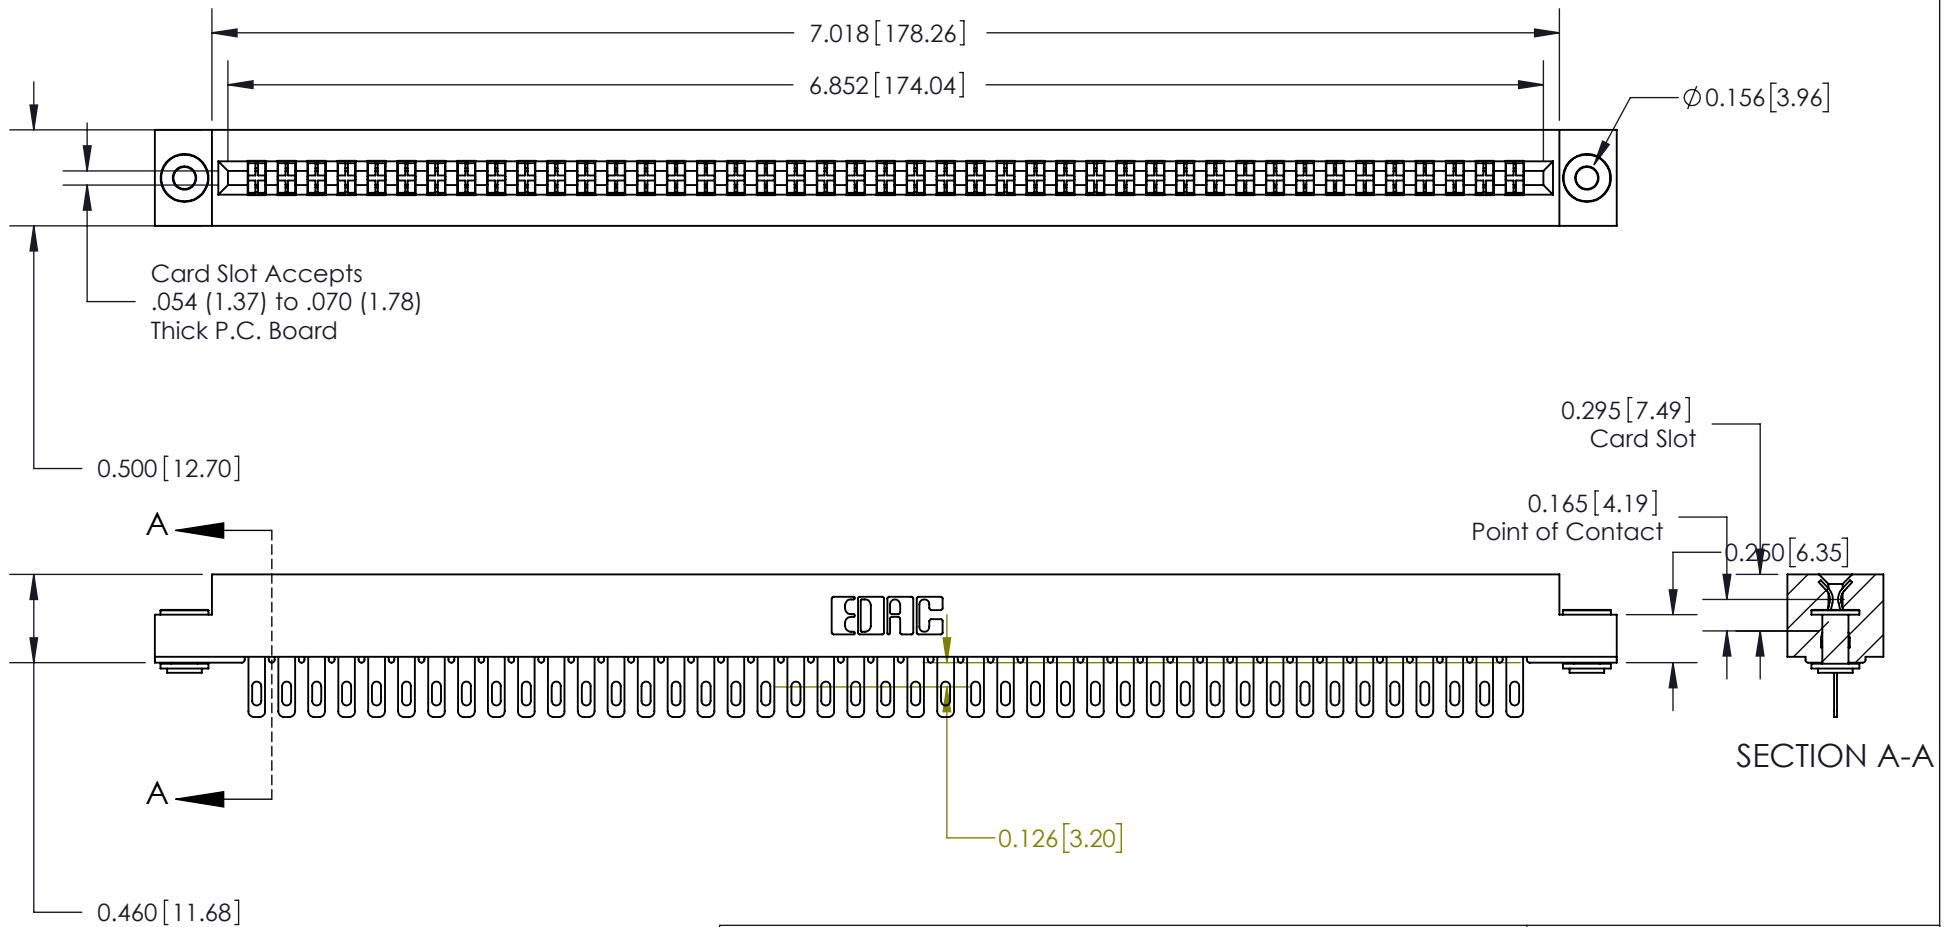 7.018[178.26]
6.852[174.04]
Ø0.156[3.96]
Card Slot Accepts
.054 (1.37) to .070 (1.78)
Thick P.C. Board
0.500[12.70]
0.295[7.49]
Card Slot
0.165[4.19]
Point of Contact
0.250[6.35]
A
EDAC
SECTION A-A
A
0.126[3.20]
0.460[11.68]